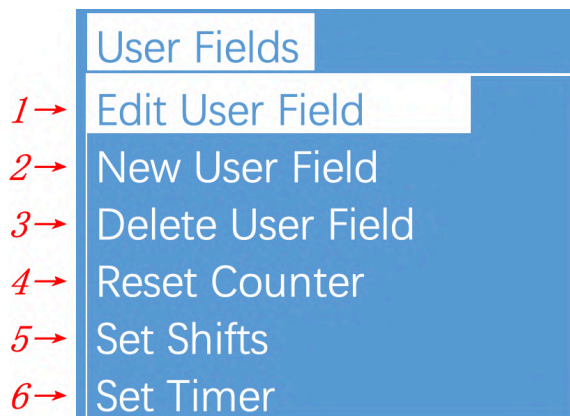 User Fields
1→ Edit User Field
2→ New User Field
3→ Delete User Field
4→ Reset Counter
5→ Set Shifts
6→ Set Timer